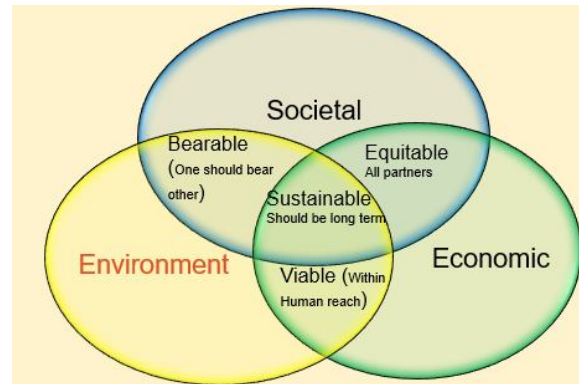 Societal
Bearable
(One should bear
other)
Equitable
All partners
Sustainable
Should be long term
Environment
Economic
Viable (Within
Human reach)